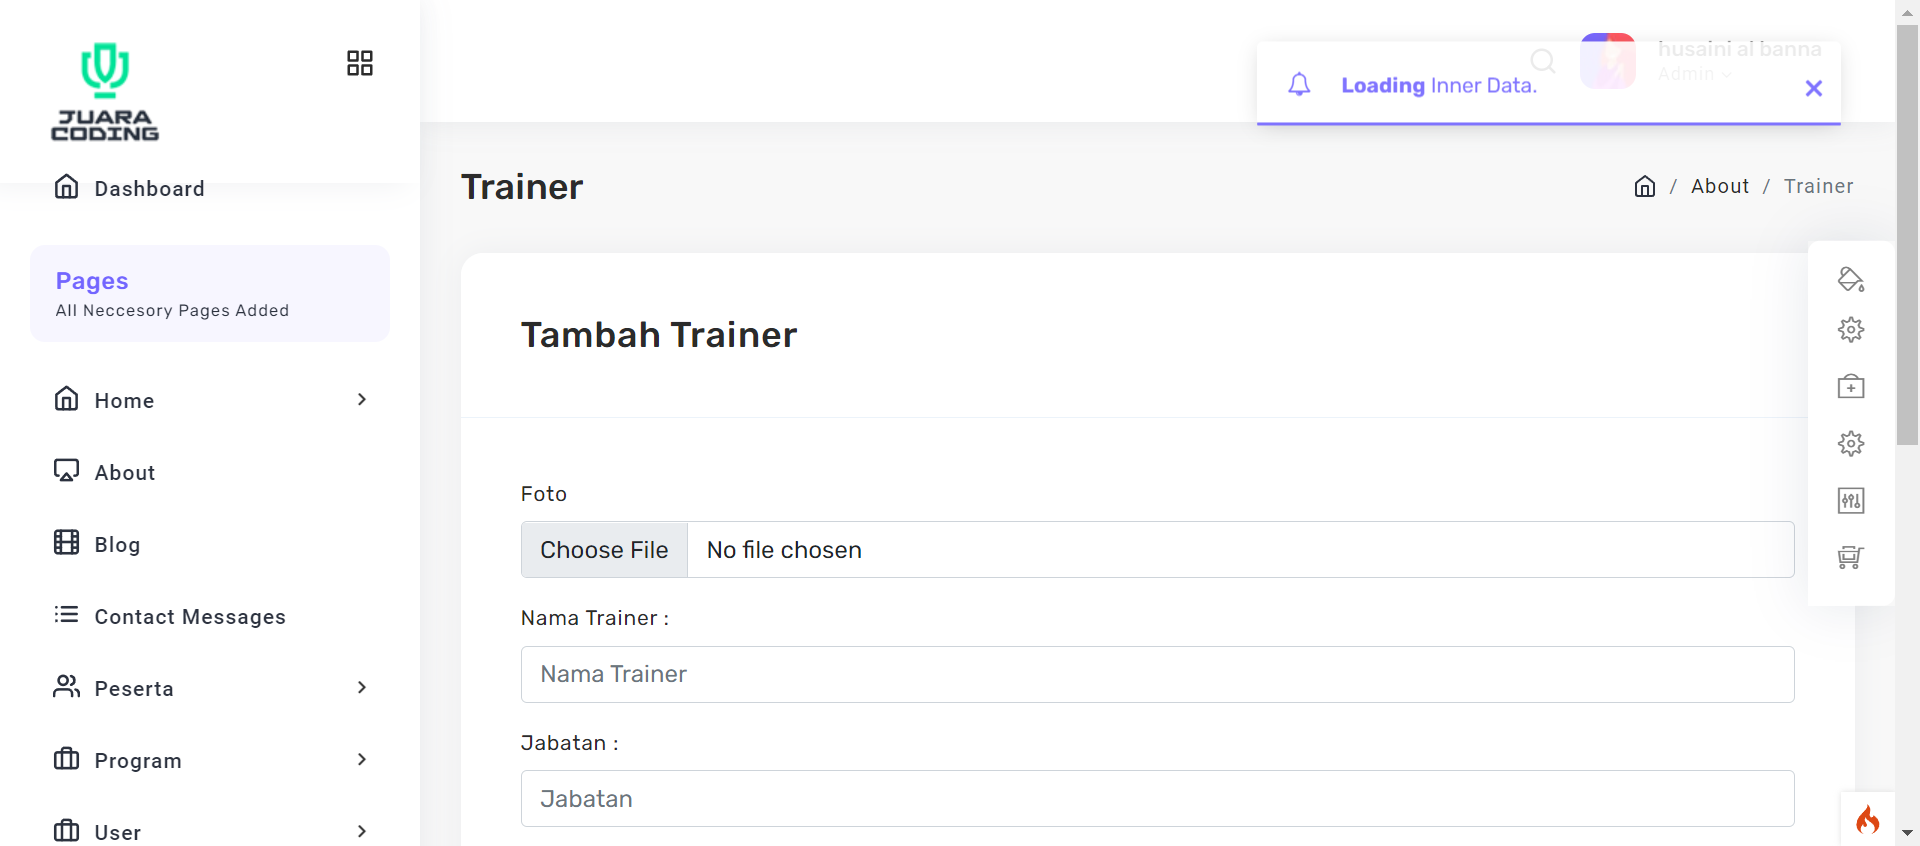 JUARA
CODING
Dashboard
Pages
All Neccesory Pages Added
Home
About
Blog
Contact Messages
Peserta
Program
User
husaini al banna
Admin
Loading Inner Data.
Trainer
/ About / Trainer
Tambah Trainer
Foto
Choose File No file chosen
Nama Trainer :
Nama Trainer
Jabatan :
Jabatan